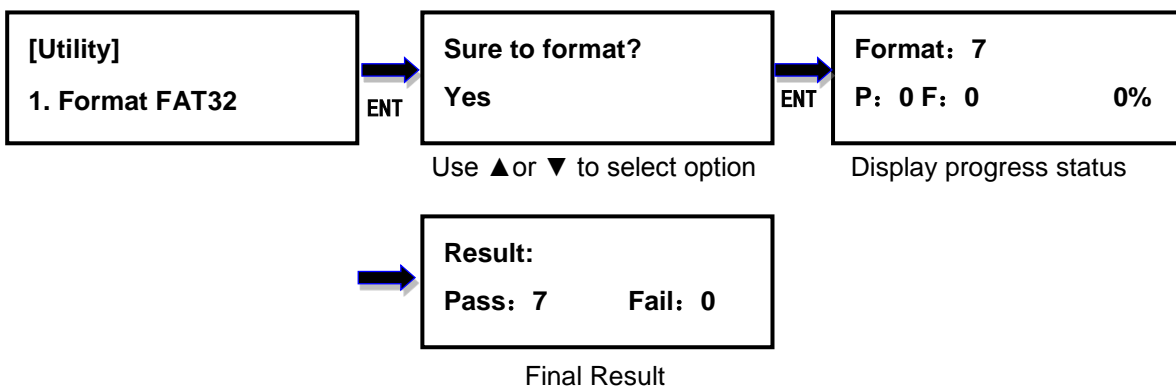 [Utility]
1. Format FAT32
ENT
Sure to format?
Yes
Use ▲or ▼ to select option
ENT
Format：7
P：0 F：0 0%
Display progress status
Result:
Pass：7 Fail：0
Final Result